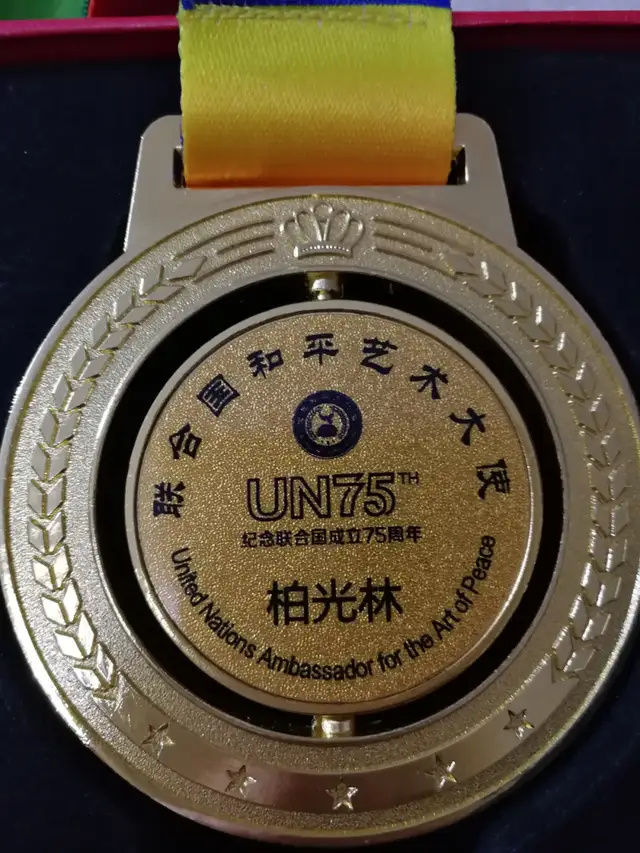 联合国和平艺术大使
UN75TH
纪念联合国成立75周年
柏光林
United Nations Ambassador for the Art of Peace